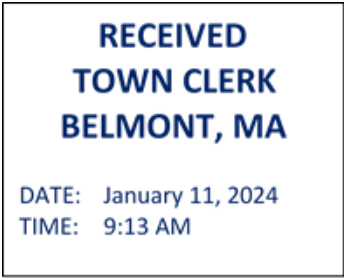 RECEIVED
TOWN CLERK
BELMONT, MA
DATE: January 11, 2024
TIME: 9:13 AM